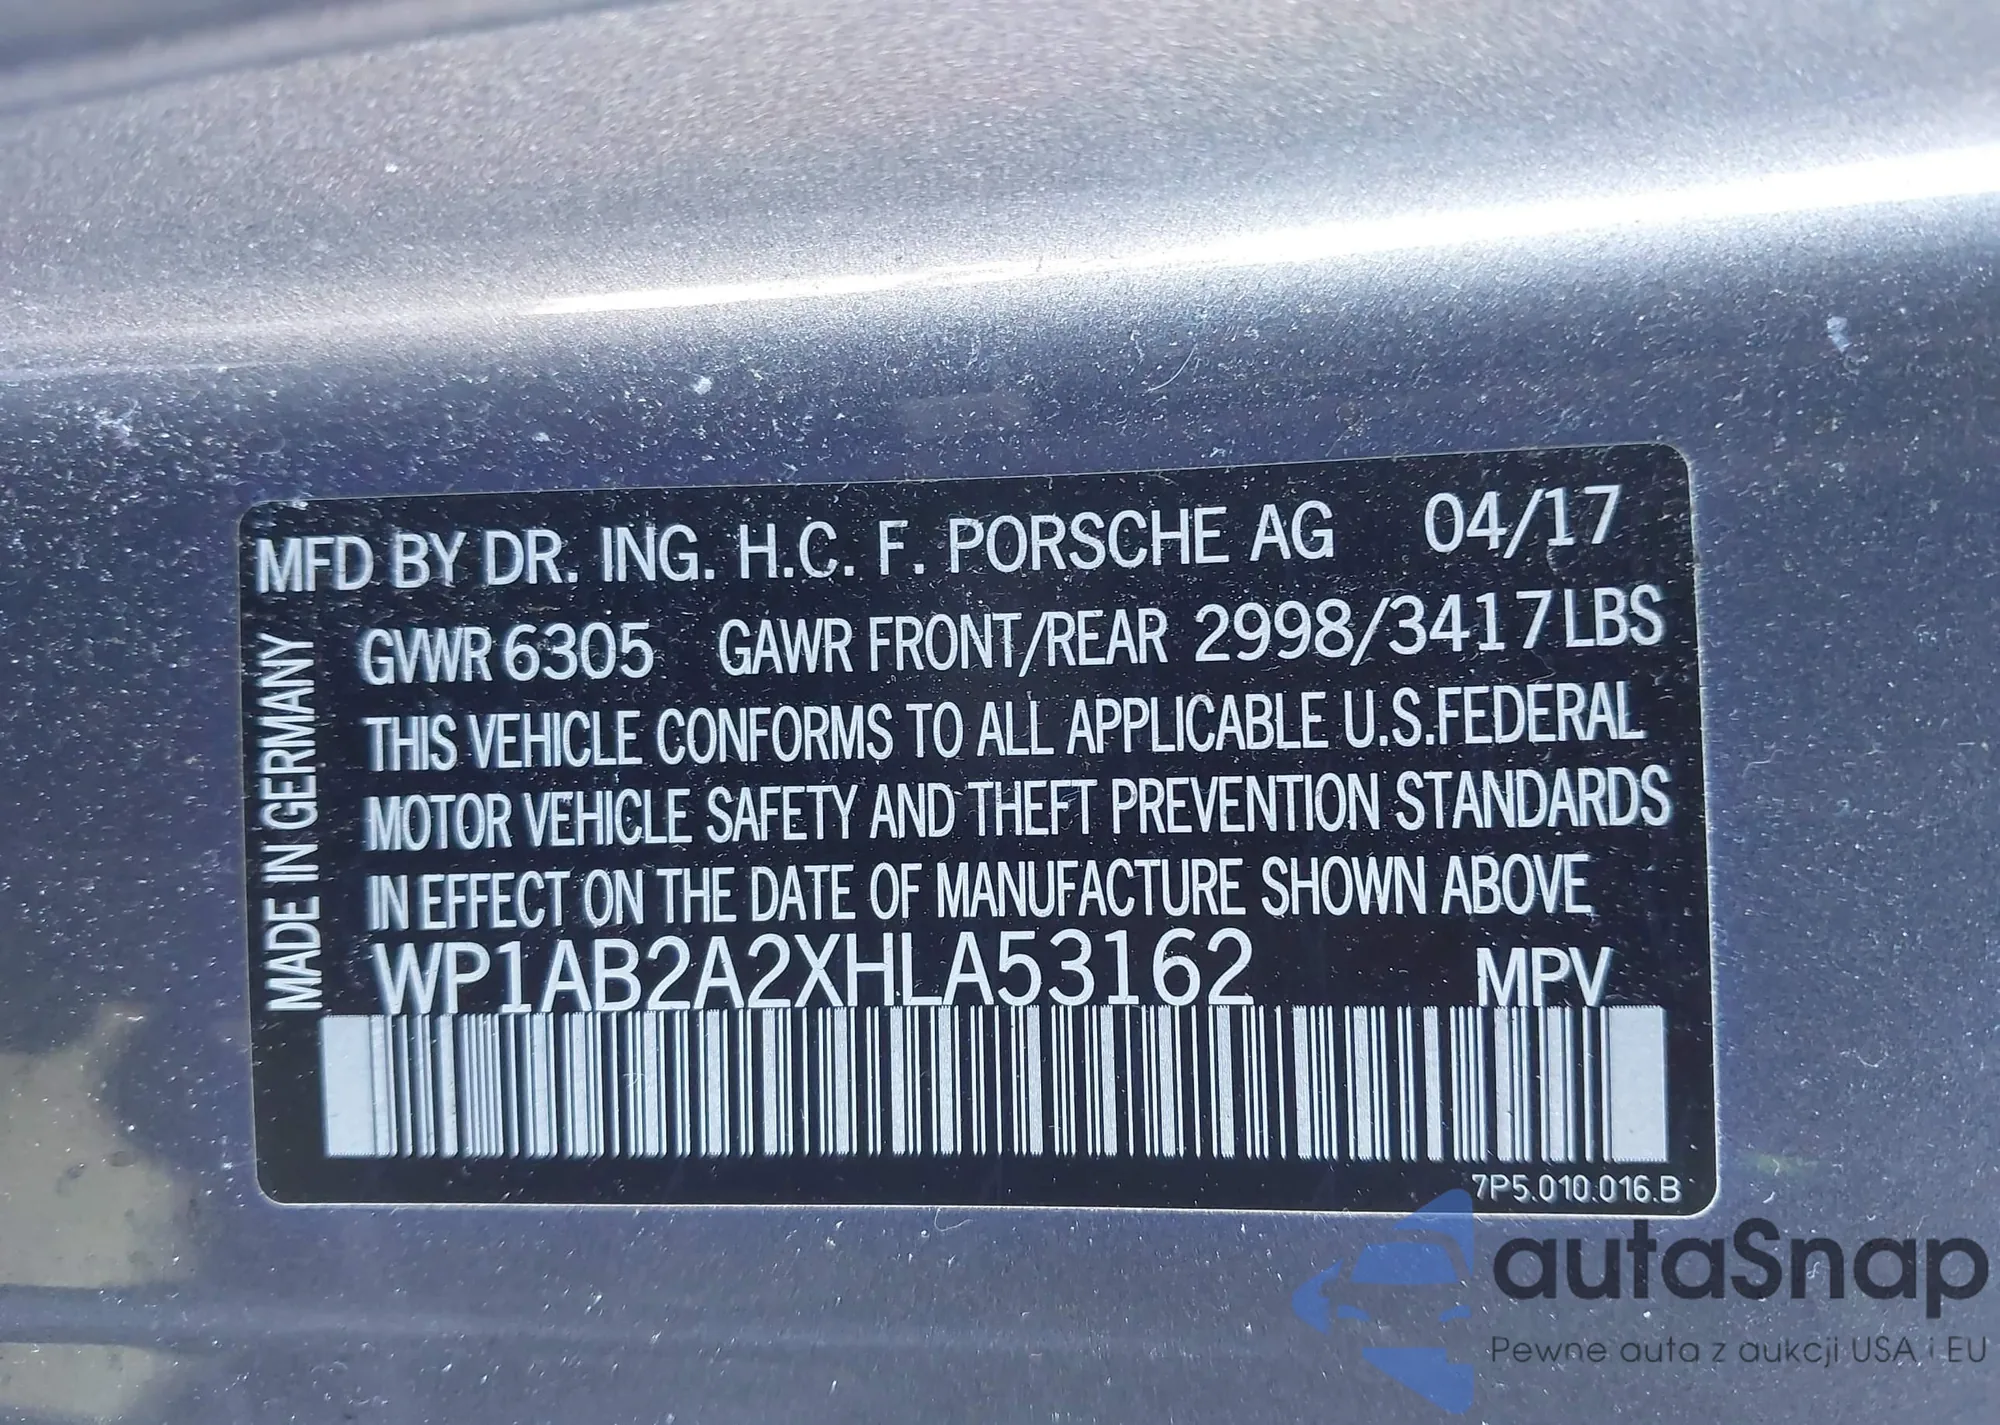 MFD BY DR. ING. H.C. F. PORSCHE AG 04/17
GVWR 6305 GAWR FRONT/REAR 2998/3417LBS
THIS VEHICLE CONFORMS TO ALL APPLICABLE U.S.FEDERAL
MOTOR VEHICLE SAFETY AND THEFT PREVENTION STANDARDS
IN EFFECT ON THE DATE OF MANUFACTURE SHOWN ABOVE
WP1AB2A2XHLA53162 MPV
MADE IN GERMANY
7P5.010.016.B
autaSnap
Pewne auta z aukcji USA i EU